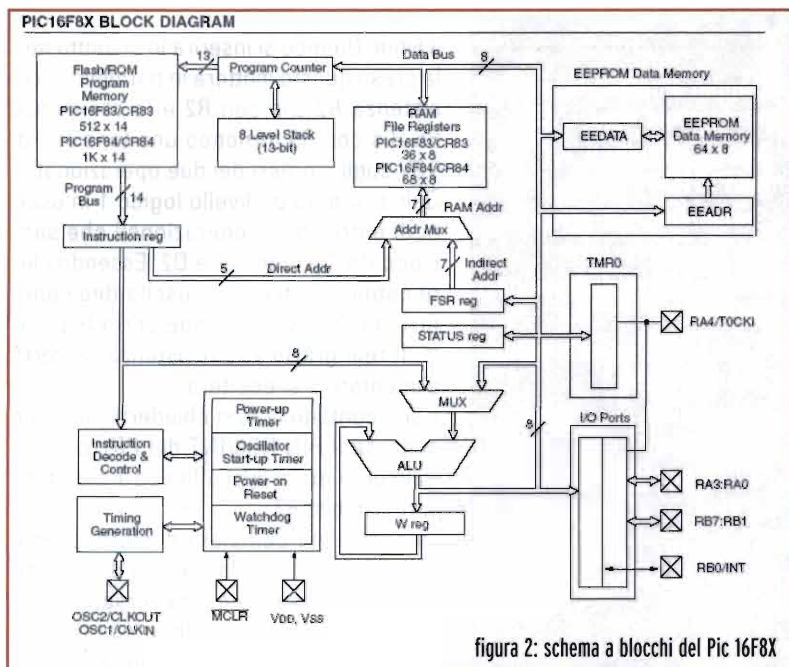 PIC16F8X BLOCK DIAGRAM
13
Data Bus
8
Flash/ROM
Program
Memory
PIC16F83/CR83
512 x 14
PIC16F84/CR84
1K x 14
Program Counter
8 Level Stack
(13-bit)
RAM
File Registers
PIC16F83/CR83
36 x 8
PIC16F84/CR84
68 x 8
EEPROM Data Memory
EEDATA
EEPROM
Data Memory
64 x 8
EEADR
Program
Bus
14
7
RAM Addr
Instruction reg
Addr Mux
5
Direct Addr
7
Indirect
Addr
TMR0
FSR reg
RA4/T0CKI
STATUS reg
8
MUX
Power-up
Timer
I/O Ports
8
Instruction
Decode &
Control
Oscillator
Start-up Timer
ALU
Power-on
Reset
RA3:RA0
Timing
Generation
Watchdog
Timer
W reg
RB7:RB1
RB0/INT
OSC2/CLKOUT
OSC1/CLKIN
MCLR
VDD, VSS
figura 2: schema a blocchi del Pic 16F8X